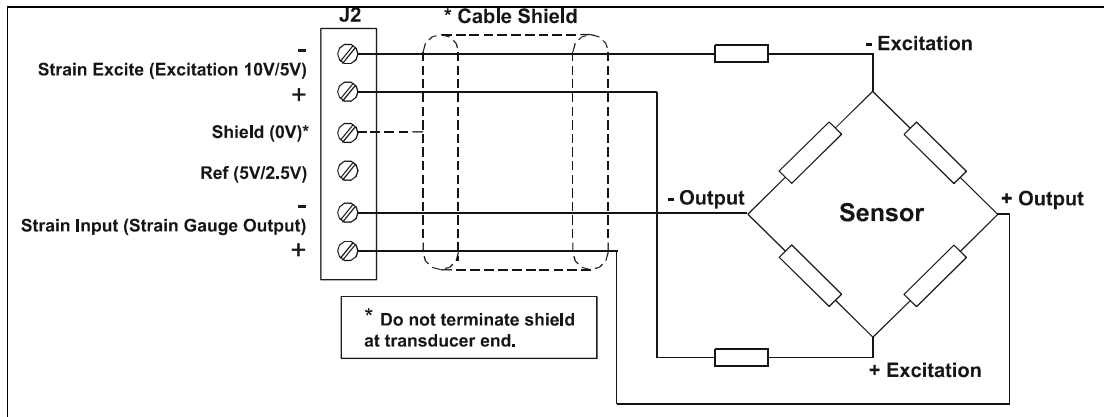 J2
* Cable Shield
-
Strain Excite (Excitation 10V/5V)
+
Shield (0V)*
Ref (5V/2.5V)
-
Strain Input (Strain Gauge Output)
+
- Excitation
- Output
Sensor
+ Output
+ Excitation
* Do not terminate shield
at transducer end.